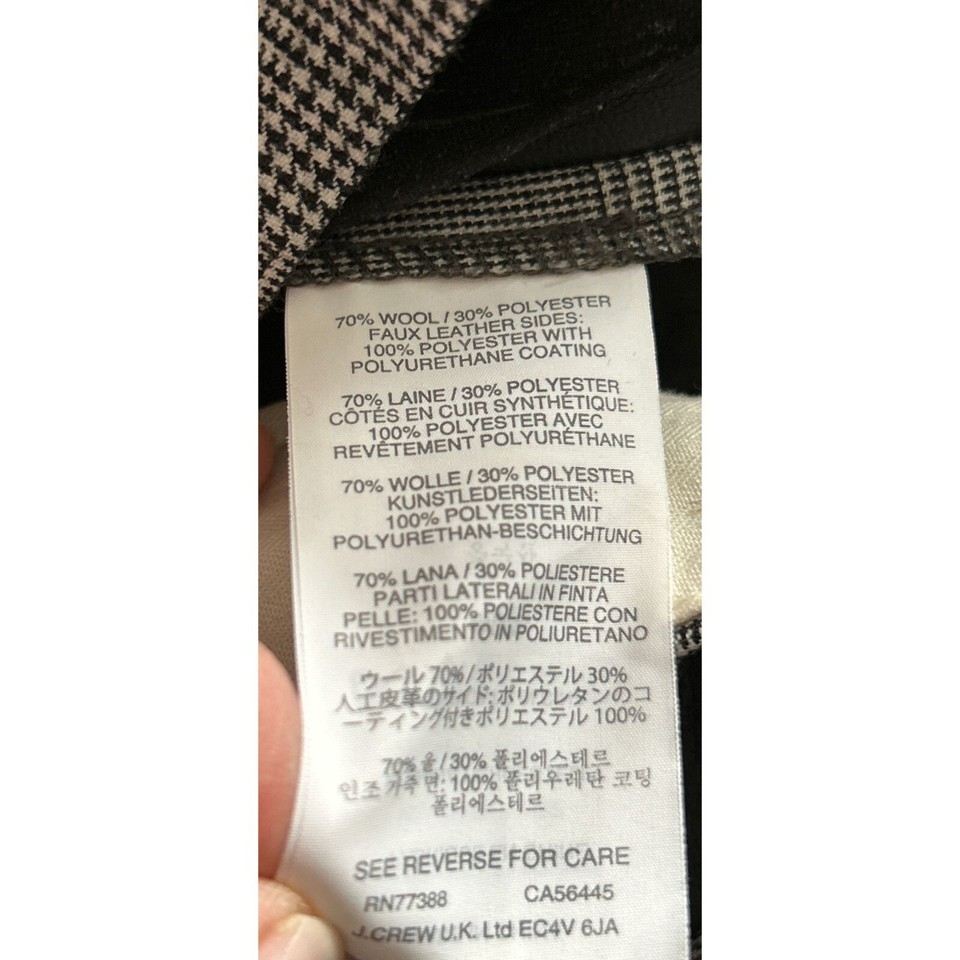 70% WOOL / 30% POLYESTER
FAUX LEATHER SIDES:
100% POLYESTER WITH
POLYURETHANE COATING
70% LAINE / 30% POLYESTER
CÔTÉS EN CUIR SYNTHÉTIQUE:
100% POLYESTER AVEC
REVÊTEMENT POLYURÉTHANE
70% WOLLE / 30% POLYESTER
KUNSTLEDERSEITEN:
100% POLYESTER MIT
POLYURETHAN-BESCHICHTUNG
70% LANA / 30% POLIESTERE
PARTI LATERALI IN FINTA
PELLE: 100% POLIESTERE CON
RIVESTIMENTO IN POLIURETANO
ウール 70% / ポリエステル 30%
人工皮革のサイド: ポリウレタンのコ
ーティング付きポリエステル 100%
70% 울 / 30% 폴리에스테르
인조 가죽 면: 100% 폴리우레탄 코팅
폴리에스테르
SEE REVERSE FOR CARE
RN77388 CA56445
J.CREW U.K. Ltd EC4V 6JA